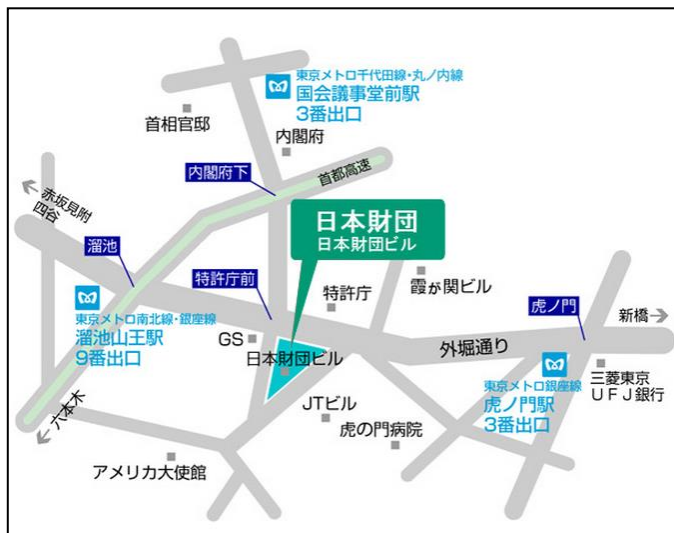 東京メトロ千代田線・丸ノ内線
国会議事堂前駅
3番出口
首相官邸
内閣府
内閣府下
首都高速
赤坂見附
四谷
日本財団
日本財団ビル
溜池
特許庁前
特許庁
霞が関ビル
虎ノ門
新橋
東京メトロ南北線・銀座線
溜池山王駅
9番出口
GS
日本財団ビル
外堀通り
東京メトロ銀座線
虎ノ門駅
3番出口
三菱東京
UFJ銀行
六本木
JTビル
虎の門病院
アメリカ大使館